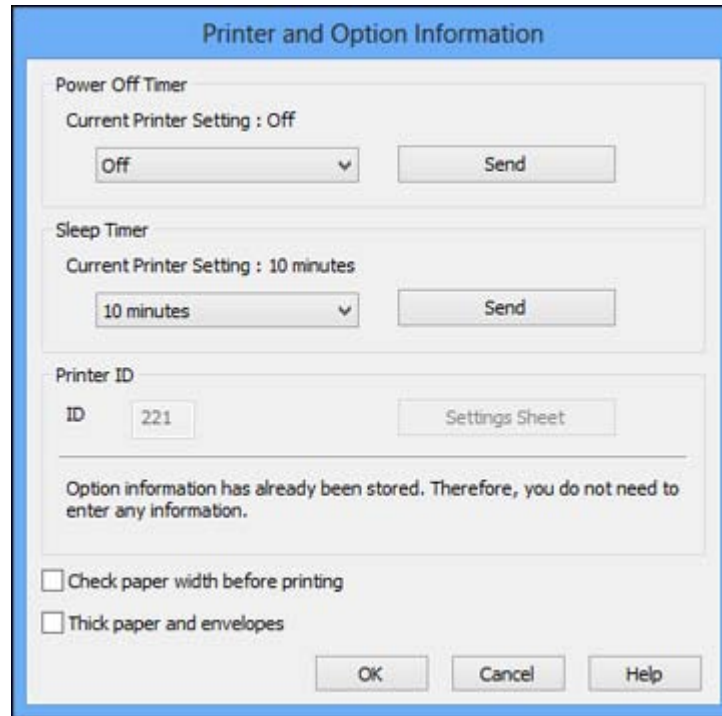 Printer and Option Information
Power Off Timer
Current Printer Setting : Off
Off
Send
Sleep Timer
Current Printer Setting : 10 minutes
10 minutes
Send
Printer ID
ID
221
Settings Sheet
Option information has already been stored. Therefore, you do not need to
enter any information.
Check paper width before printing
Thick paper and envelopes
OK
Cancel
Help